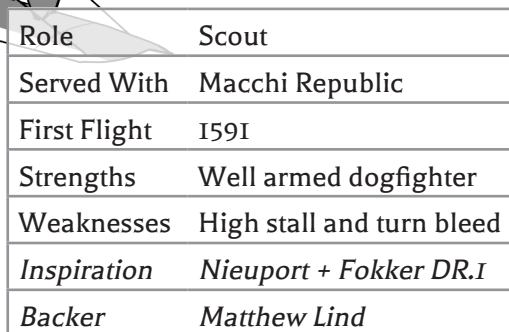 Role Scout
Served With Macchi Republic
First Flight 1591
Strengths Well armed dogfighter
Weaknesses High stall and turn bleed
Inspiration Nieuport + Fokker DR.1
Backer Matthew Lind